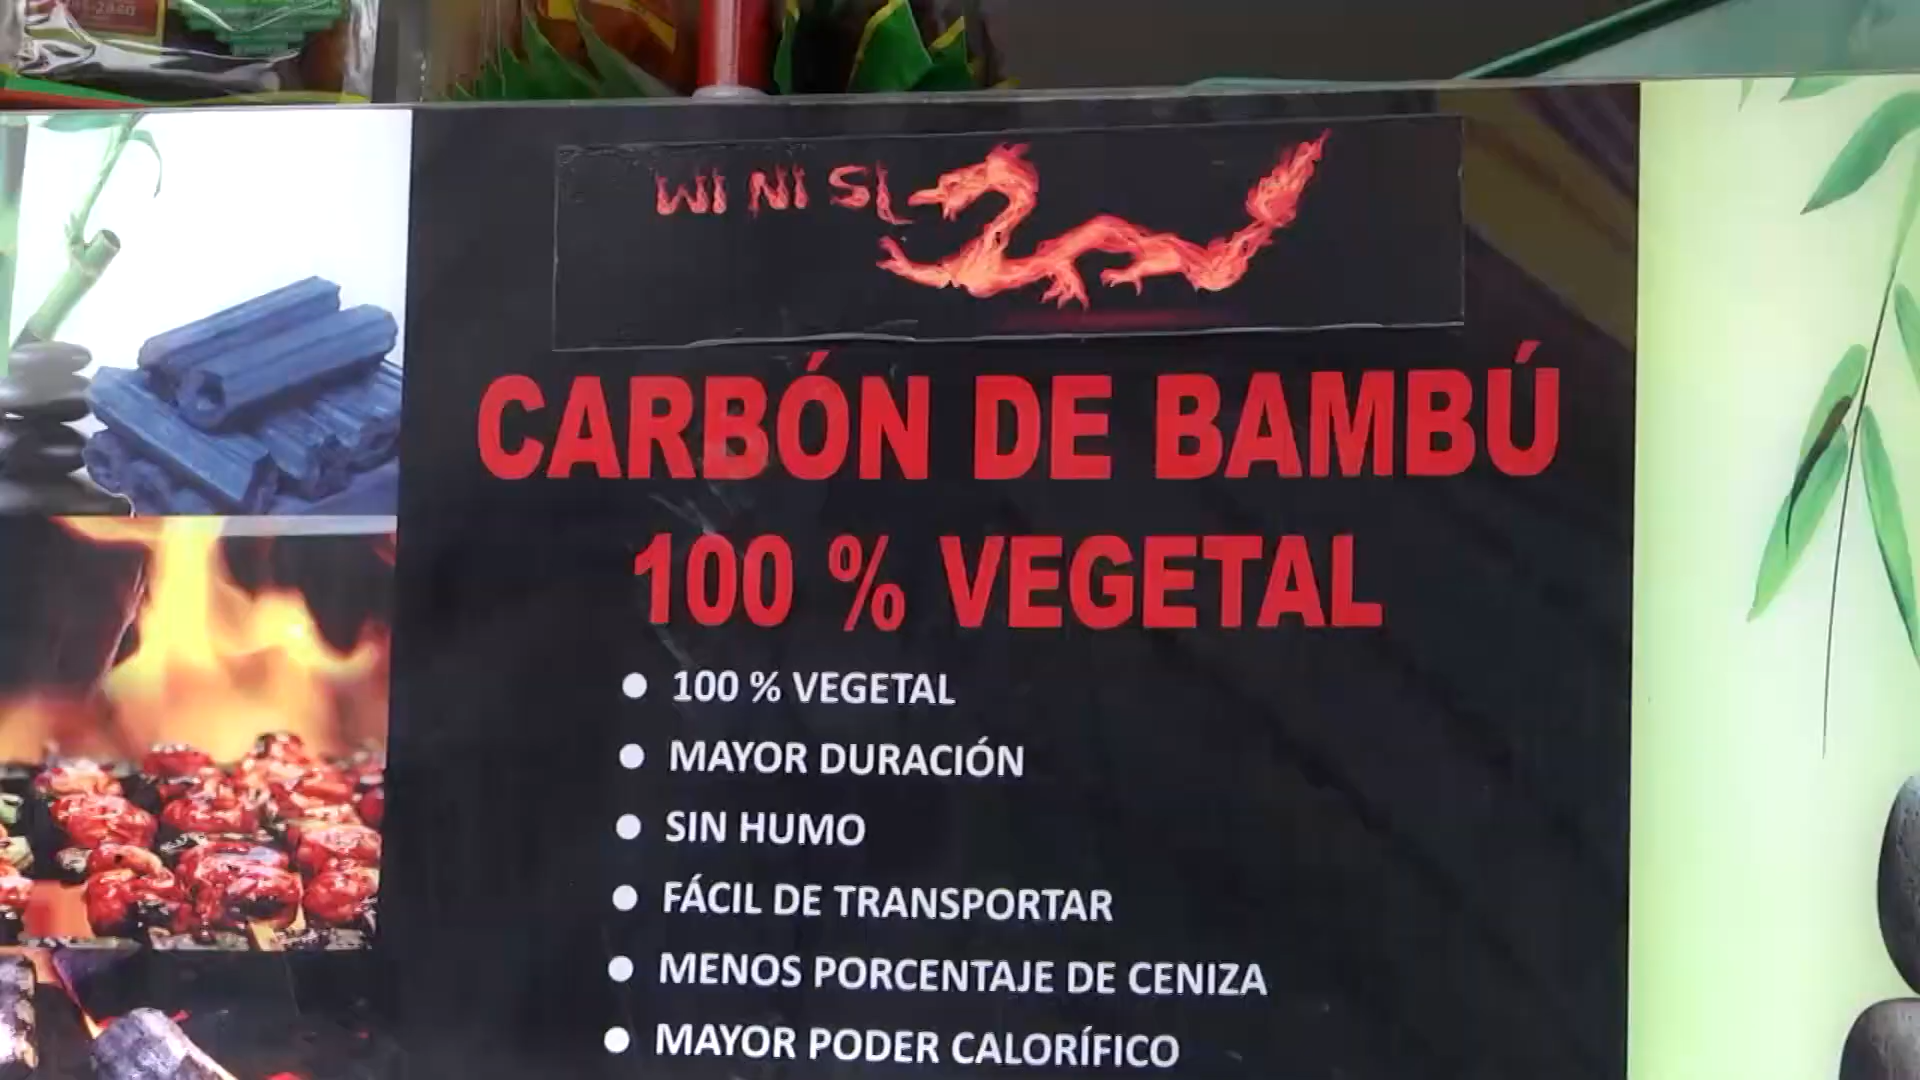 WI NI SI
CARBÓN DE BAMBÚ
100 % VEGETAL
● 100 % VEGETAL
● MAYOR DURACIÓN
● SIN HUMO
● FÁCIL DE TRANSPORTAR
● MENOS PORCENTAJE DE CENIZA
● MAYOR PODER CALORÍFICO